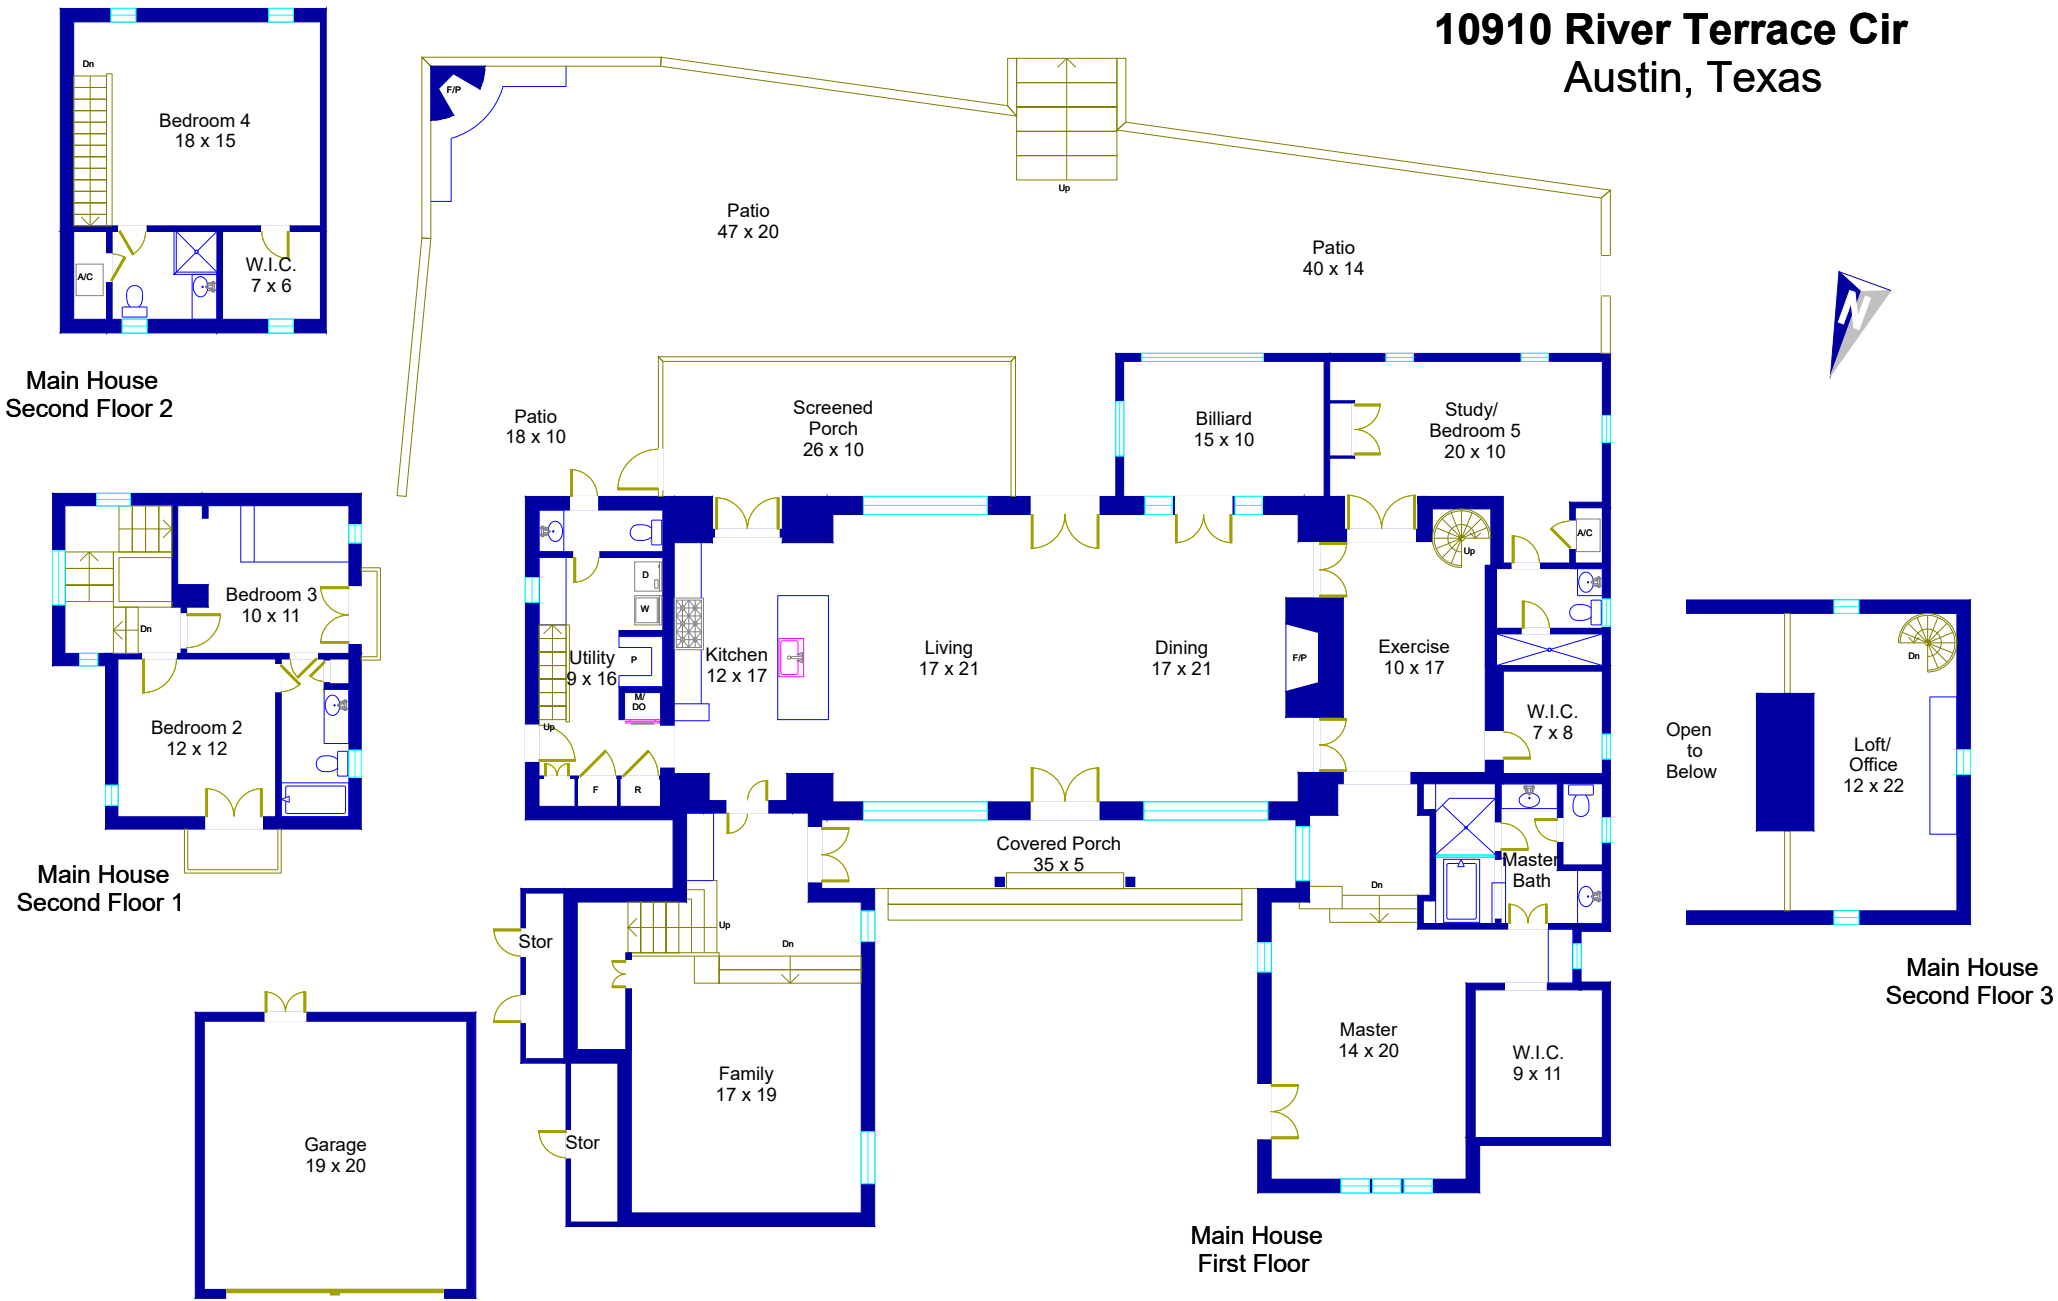 10910 River Terrace Cir
Austin, Texas
Dn
Bedroom 4
18 x 15
A/C
W.I.C.
7 x 6
Main House
Second Floor 2
F/P
Up
Patio
47 x 20
Patio
40 x 14
N
Patio
18 x 10
Screened
Porch
26 x 10
Billiard
15 x 10
Study/
Bedroom 5
20 x 10
A/C
Up
Bedroom 3
10 x 11
Dn
Bedroom 2
12 x 12
Main House
Second Floor 1
D
W
P
Utility
9 x 16
M/
DO
Up
F
R
Kitchen
12 x 17
Living
17 x 21
Dining
17 x 21
F/P
Exercise
10 x 17
W.I.C.
7 x 8
Dn
Open
to
Below
Loft/
Office
12 x 22
Main House
Second Floor 3
Covered Porch
35 x 5
Master
Bath
Dn
Stor
Up
Dn
Stor
Family
17 x 19
Master
14 x 20
W.I.C.
9 x 11
Garage
19 x 20
Main House
First Floor